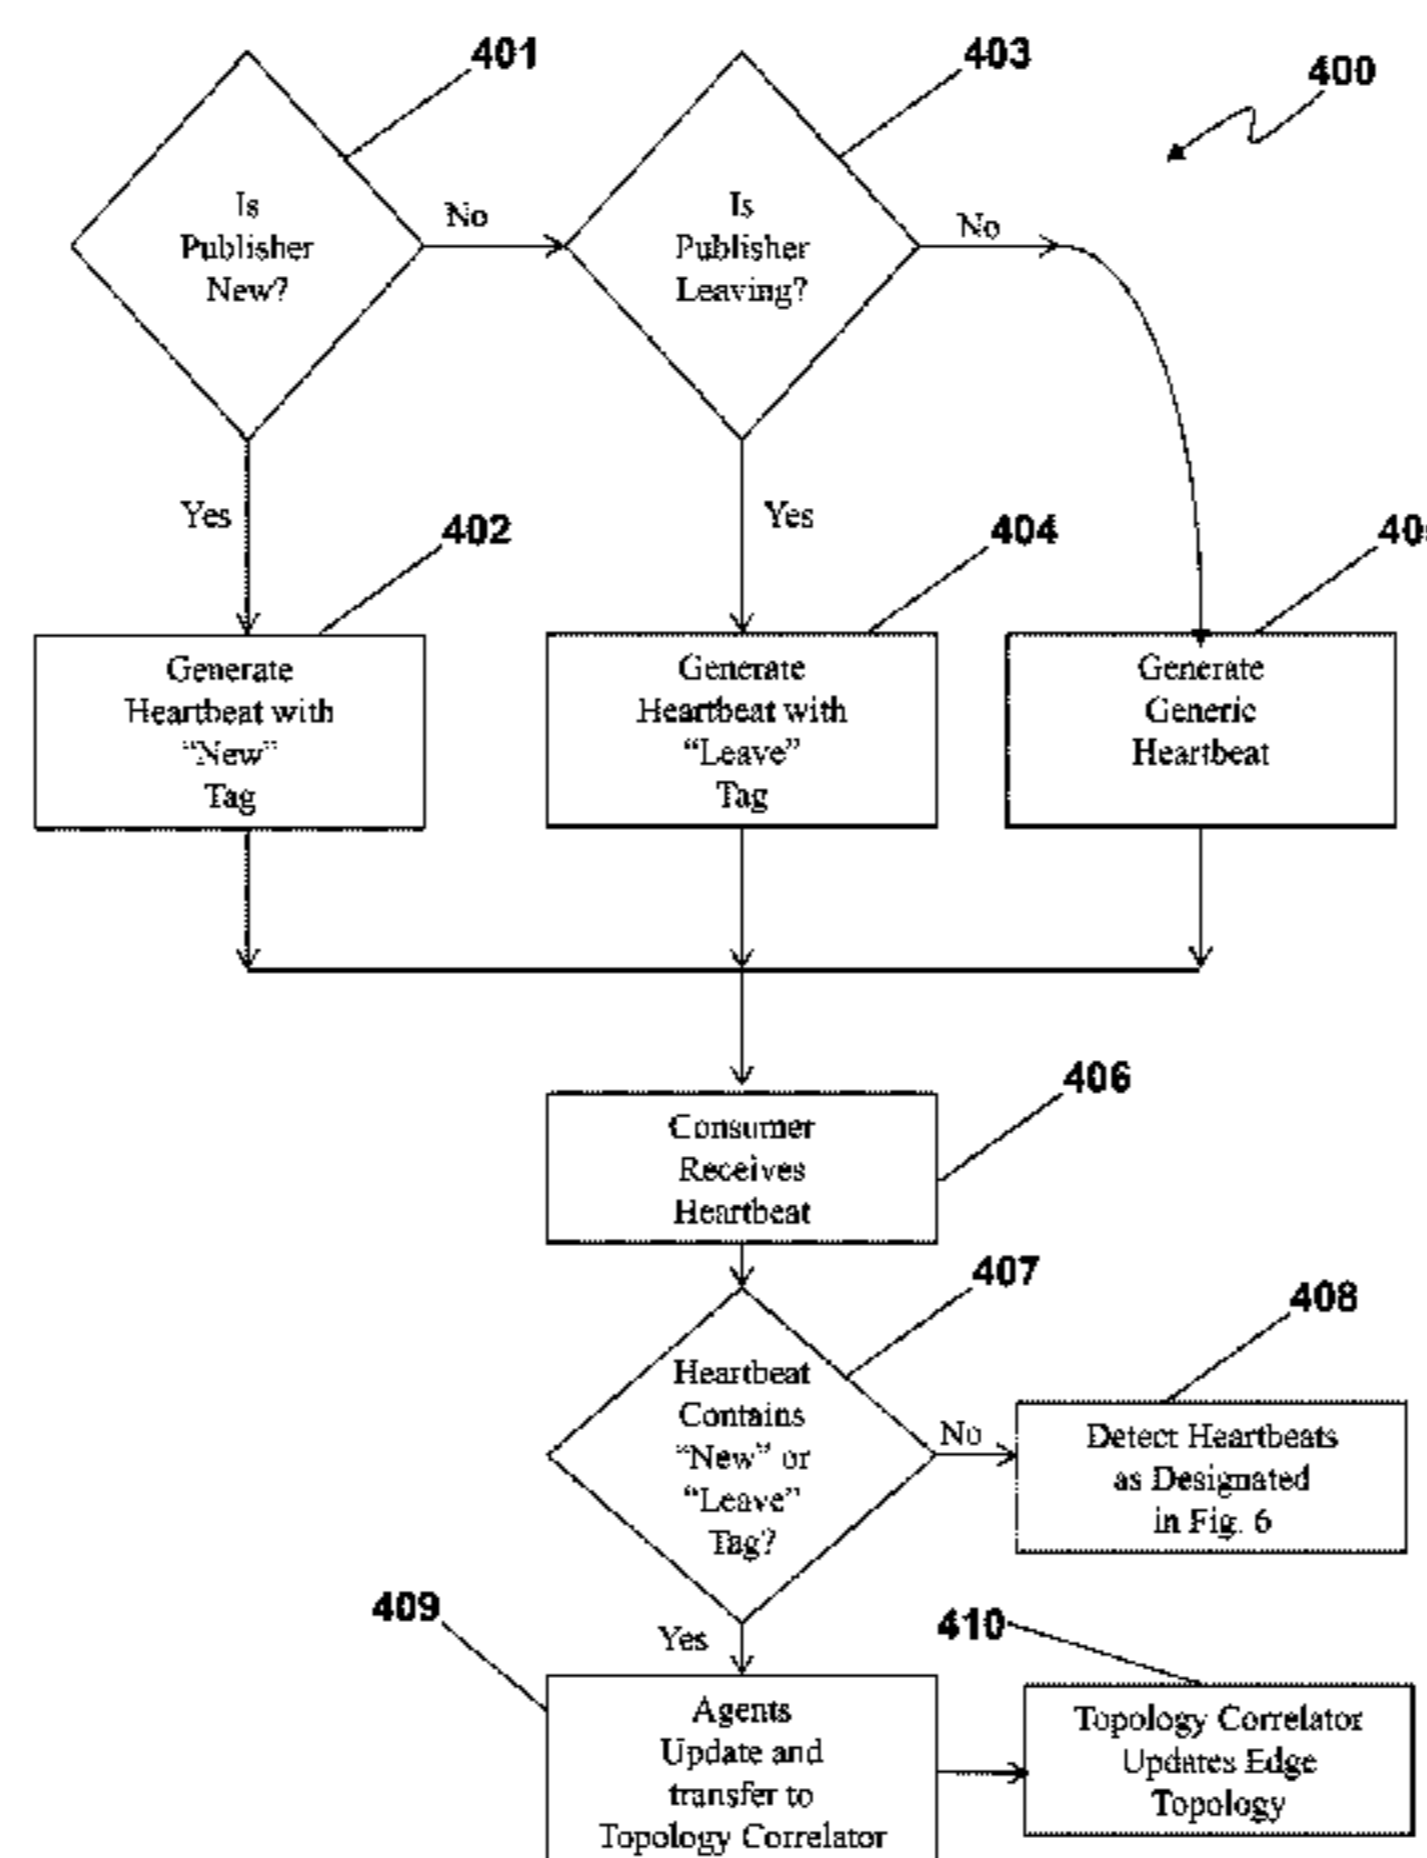 401
403
400
Is
Publisher
New?
No
Is
Publisher
Leaving?
No
Yes
402
Yes
404
Generate
Heartbeat with
“New”
Tag
Generate
Heartbeat with
“Leave”
Tag
Generate
Generic
Heartbeat
Consumer
Receives
Heartbeat
406
407
408
Heartbeat
Contains
“New” or
“Leave”
Tag?
No
Detect Heartbeats
as Designated
in Fig. 6
409
Yes
410
Agents
Update and
transfer to
Topology Correlator
Topology Correlator
Updates Edge
Topology